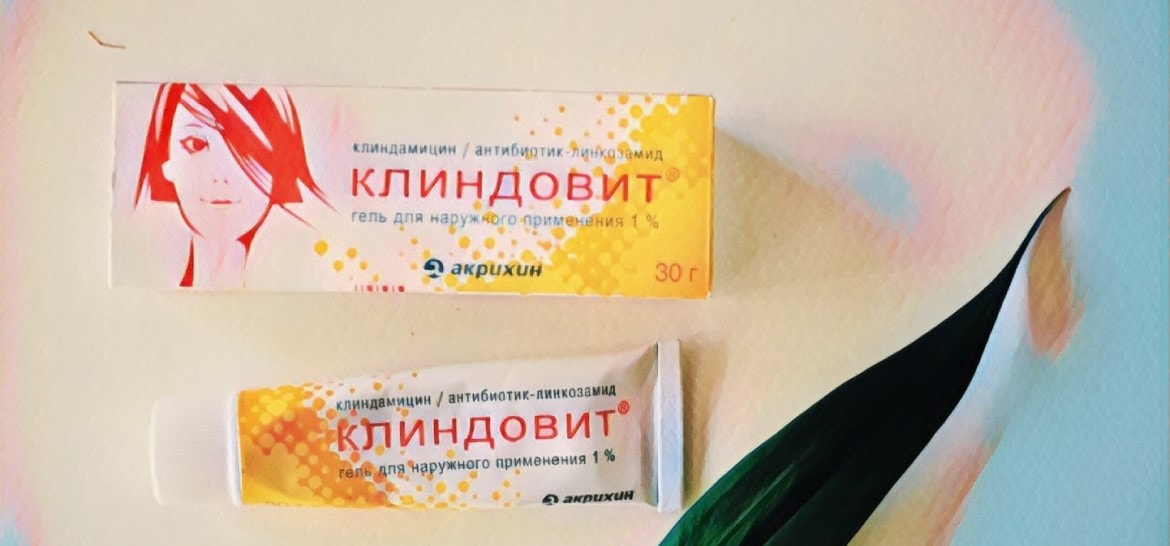 клиндамицин / антибиотик-линкозамид
КЛИНДОВИТ®
гель для наружного применения 1 %
акрихин
30 г
клиндамицин / антибиотик-линкозамид
КЛИНДОВИТ®
гель для наружного применения 1 %
акрихин